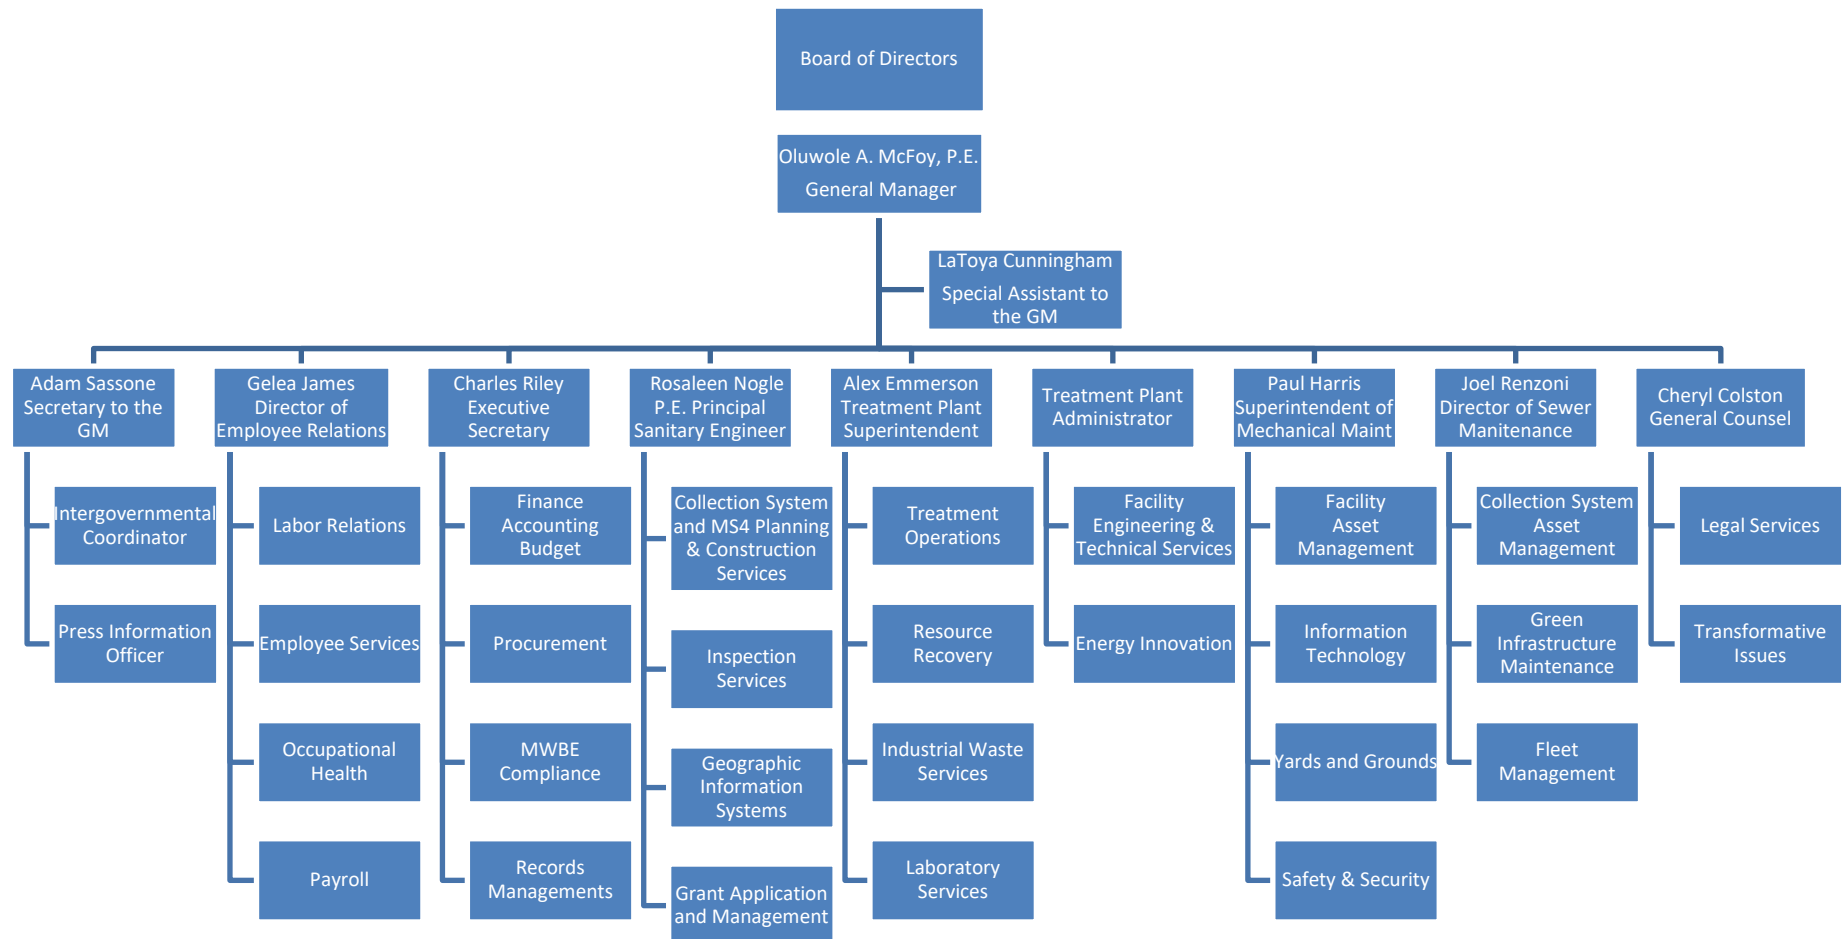 Board of Directors
Oluwole A. McFoy, P.E.
General Manager
LaToya Cunningham
Special Assistant to
the GM
Adam Sassone
Secretary to the
GM
Gelea James
Director of
Employee Relations
Charles Riley
Executive
Secretary
Rosaleen Nogle
P.E. Principal
Sanitary Engineer
Alex Emmerson
Treatment Plant
Superintendent
Treatment Plant
Administrator
Paul Harris
Superintendent of
Mechanical Maint
Joel Renzoni
Director of Sewer
Manitenance
Cheryl Colston
General Counsel
Intergovernmental
Coordinator
Press Information
Officer
Labor Relations
Employee Services
Occupational
Health
Payroll
Finance
Accounting
Budget
Procurement
MWBE
Compliance
Records
Managements
Collection System
and MS4 Planning
& Construction
Services
Inspection
Services
Geographic
Information
Systems
Grant Application
and Management
Treatment
Operations
Resource
Recovery
Industrial Waste
Services
Laboratory
Services
Facility
Engineering &
Technical Services
Energy Innovation
Facility
Asset
Management
Information
Technology
Yards and Grounds
Safety & Security
Collection System
Asset
Management
Green
Infrastructure
Maintenance
Fleet
Management
Legal Services
Transformative
Issues